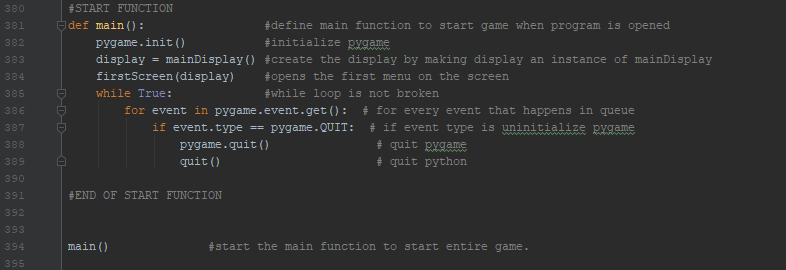 380 #START FUNCTION
381 def main(): #define main function to start game when program is opened
382 pygame.init() #initialize pygame
383 display = mainDisplay() #create the display by making display an instance of mainDisplay
384 firstScreen(display) #opens the first menu on the screen
385 while True: #while loop is not broken
386 for event in pygame.event.get(): # for every event that happens in queue
387 if event.type == pygame.QUIT: # if event type is uninitialize pygame
388 pygame.quit() # quit pygame
389 quit() # quit python
390
391 #END OF START FUNCTION
392
393
394 main() #start the main function to start entire game.
395